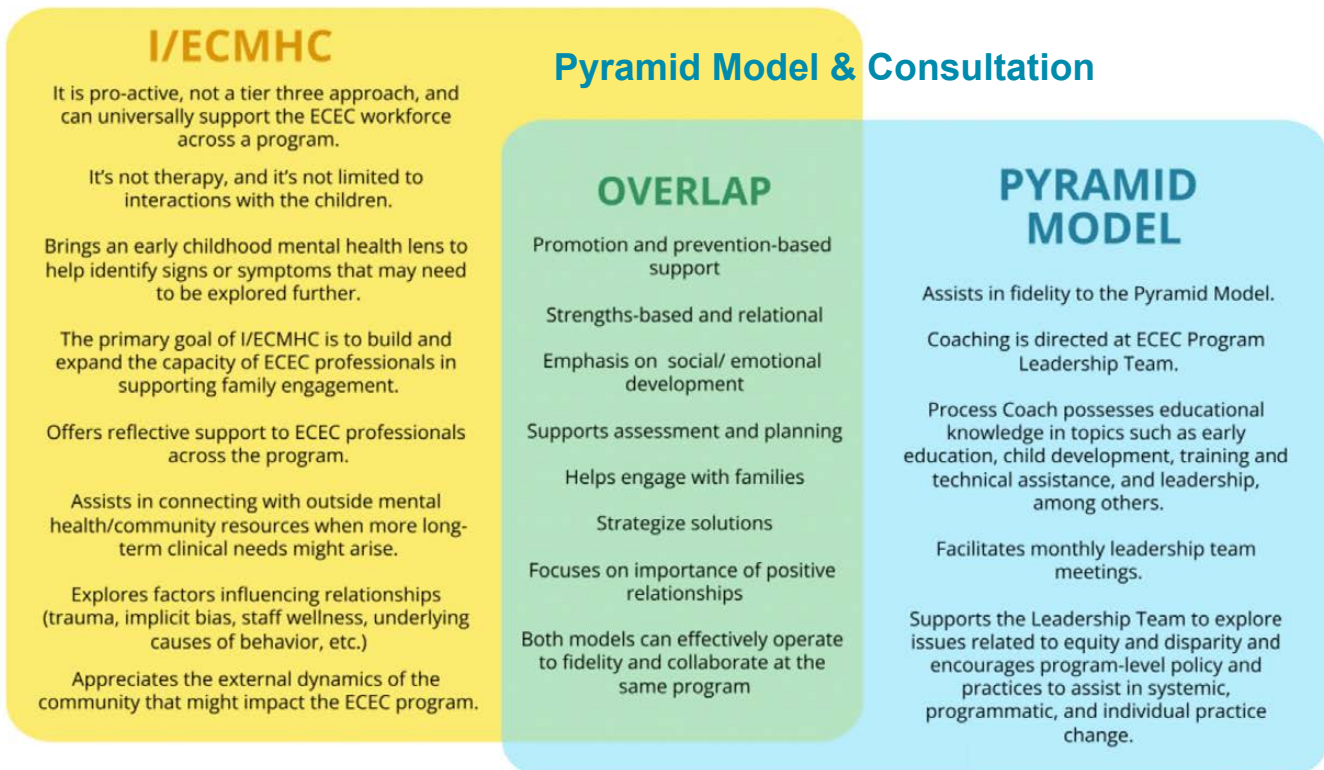 Pyramid Model & Consultation
I/ECMHC
It is pro-active, not a tier three approach, and
can universally support the ECEC workforce
across a program.
It's not therapy, and it's not limited to
interactions with the children.
Brings an early childhood mental health lens to
help identify signs or symptoms that may need
to be explored further.
The primary goal of I/ECMHC is to build and
expand the capacity of ECEC professionals in
supporting family engagement.
Offers reflective support to ECEC professionals
across the program.
Assists in connecting with outside mental
health/community resources when more long-
term clinical needs might arise.
Explores factors influencing relationships
(trauma, implicit bias, staff wellness, underlying
causes of behavior, etc.)
Appreciates the external dynamics of the
community that might impact the ECEC program.
OVERLAP
Promotion and prevention-based
support
Strengths-based and relational
Emphasis on social/ emotional
development
Supports assessment and planning
Helps engage with families
Strategize solutions
Focuses on importance of positive
relationships
Both models can effectively operate
to fidelity and collaborate at the
same program
PYRAMID
MODEL
Assists in fidelity to the Pyramid Model.
Coaching is directed at ECEC Program
Leadership Team.
Process Coach possesses educational
knowledge in topics such as early
education, child development, training and
technical assistance, and leadership,
among others.
Facilitates monthly leadership team
meetings.
Supports the Leadership Team to explore
issues related to equity and disparity and
encourages program-level policy and
practices to assist in systemic,
programmatic, and individual practice
change.